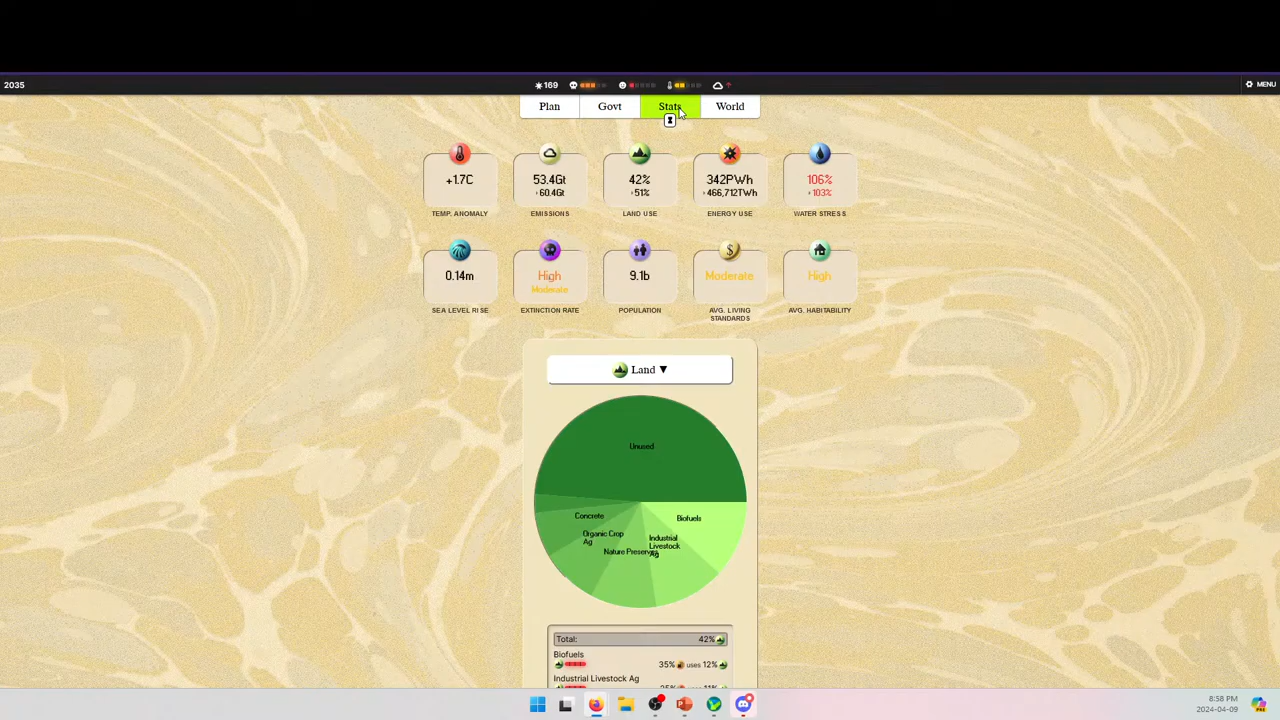 2035
169
MENU
Plan
Govt
Stats
World
+1.7C
53.4Gt
› 60.4Gt
42%
› 51%
342PWh
› 466,712TWh
106%
› 103%
TEMP. ANOMALY
EMISSIONS
LAND USE
ENERGY USE
WATER STRESS
0.14m
High
Moderate
9.1b
Moderate
High
SEA LEVEL RISE
EXTINCTION RATE
POPULATION
AVG. LIVING
STANDARDS
AVG. HABITABILITY
Land ▼
Unused
Concrete
Biofuels
Organic Crop
Ag
Industrial
Livestock
Ag
Nature Preserves
Total:
42%
Biofuels
35% uses 12%
Industrial Livestock Ag
8:58 PM
2024-04-09